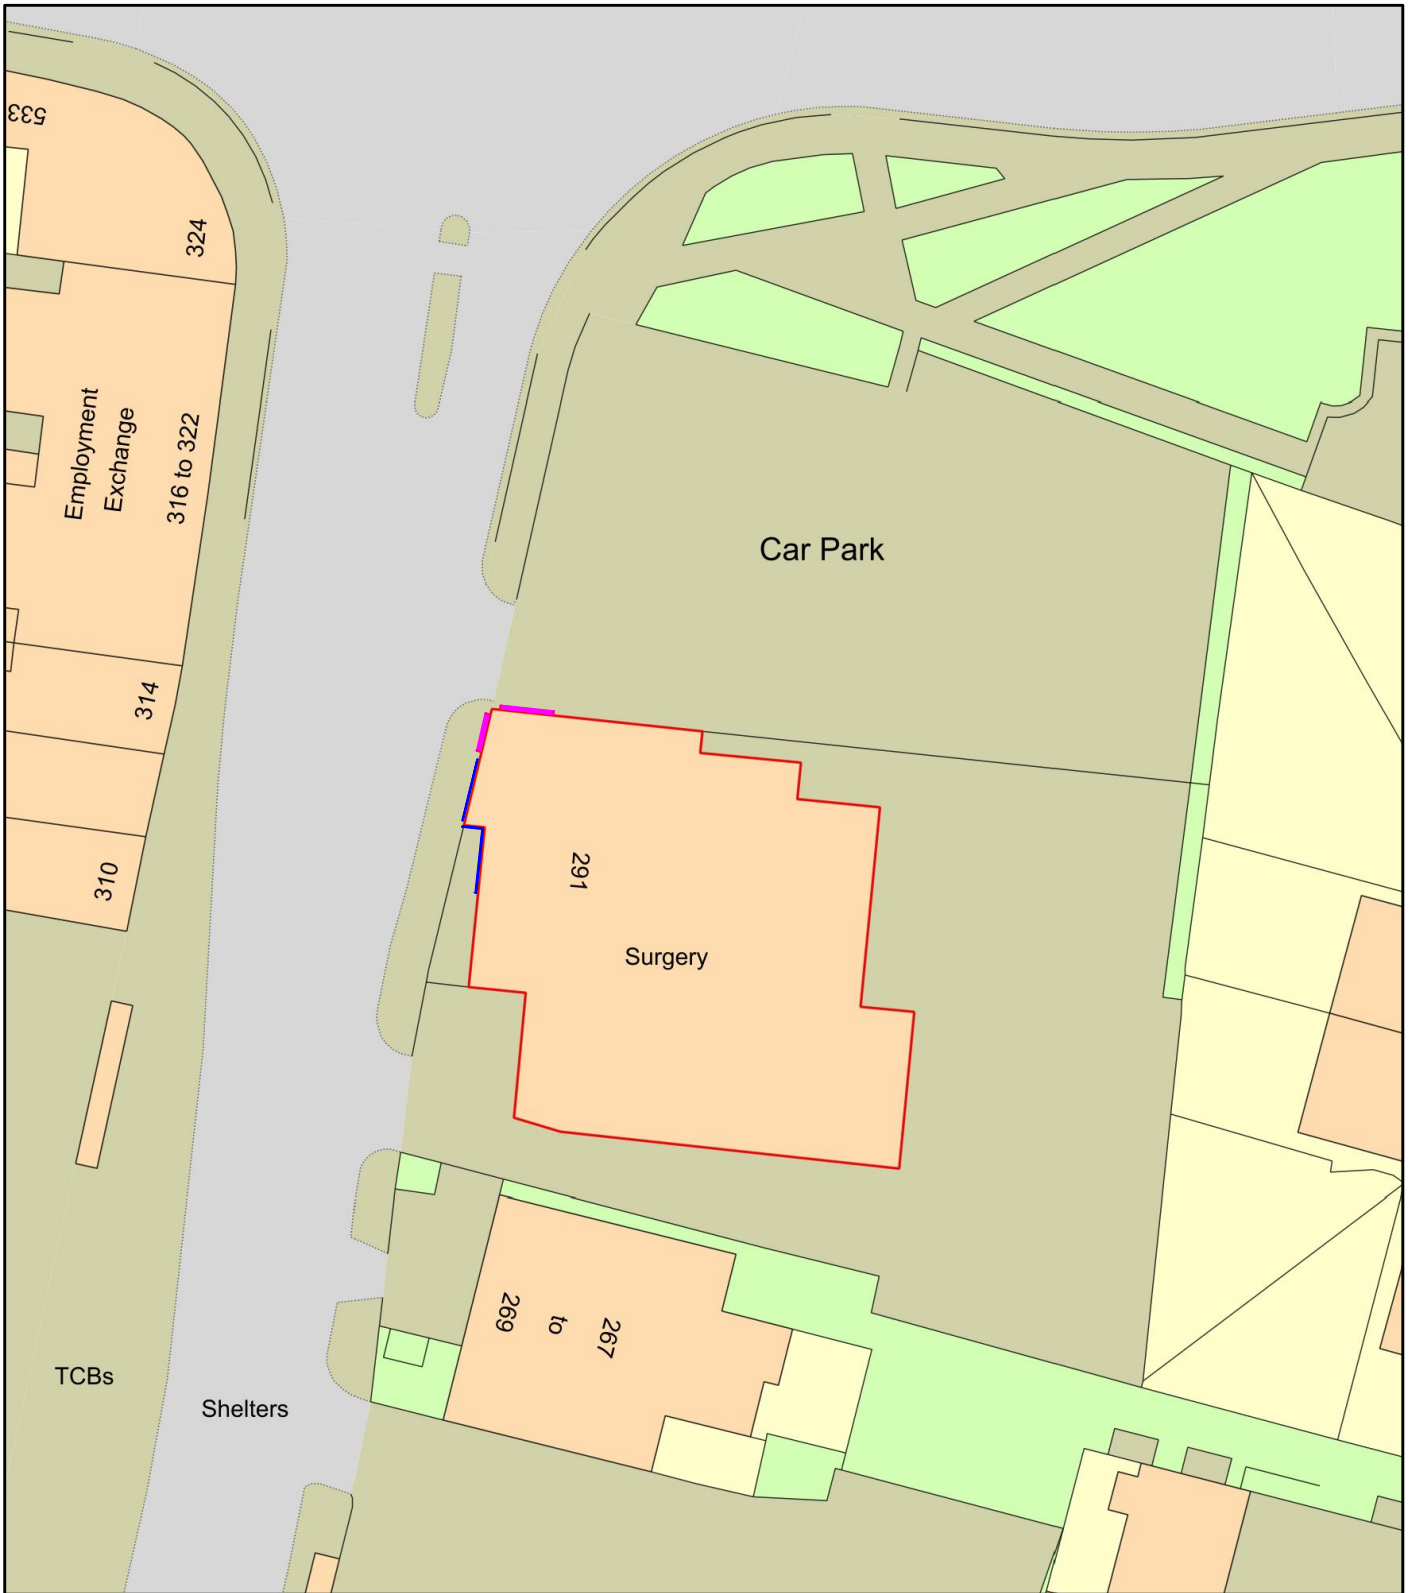 533
324
Employment
Exchange
316 to 322
Car Park
314
310
291
Surgery
269
to
267
TCBs
Shelters